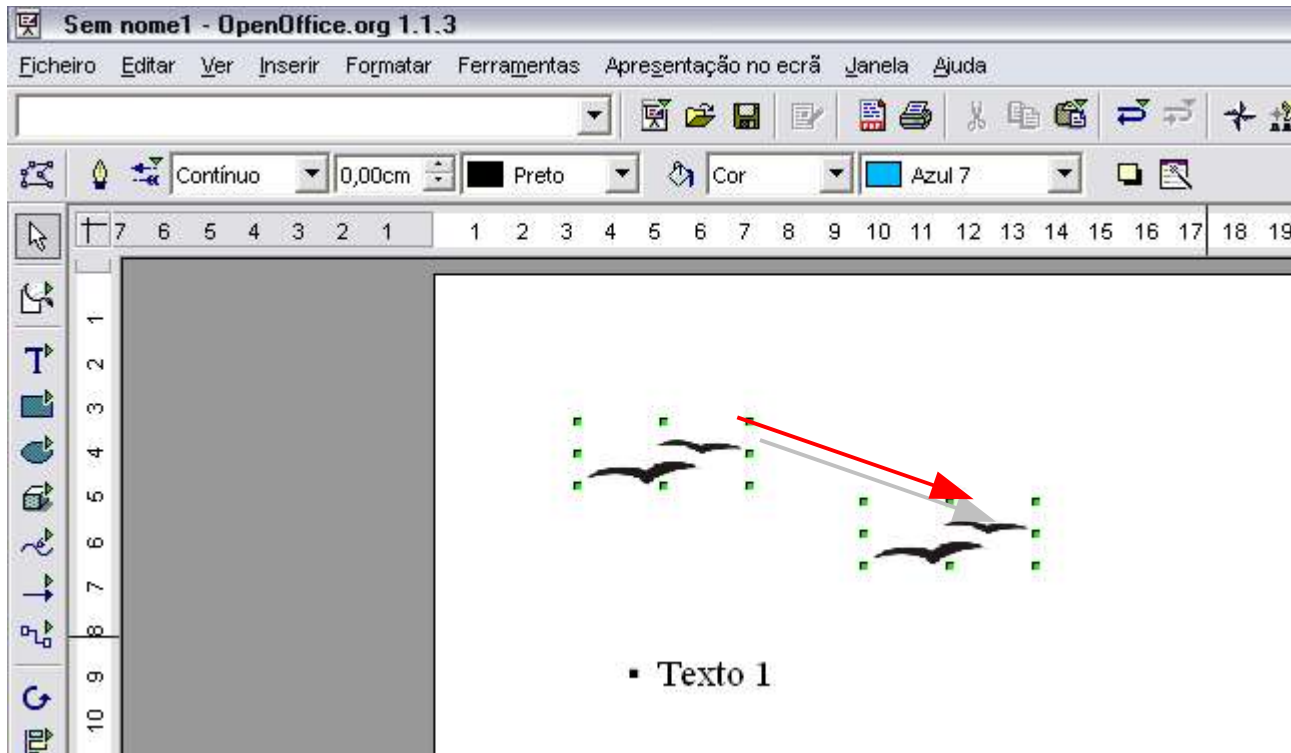 Sem nome1 - OpenOffice.org 1.1.3
Ficheiro Editar Ver Inserir Formatar Ferramentas Apresentação no ecrã Janela Ajuda
Contínuo 0,00cm Preto Cor Azul 7
7 6 5 4 3 2 1 1 2 3 4 5 6 7 8 9 10 11 12 13 14 15 16 17 18 19
1
2
3
4
5
6
7
8
9
10
▪ Texto 1